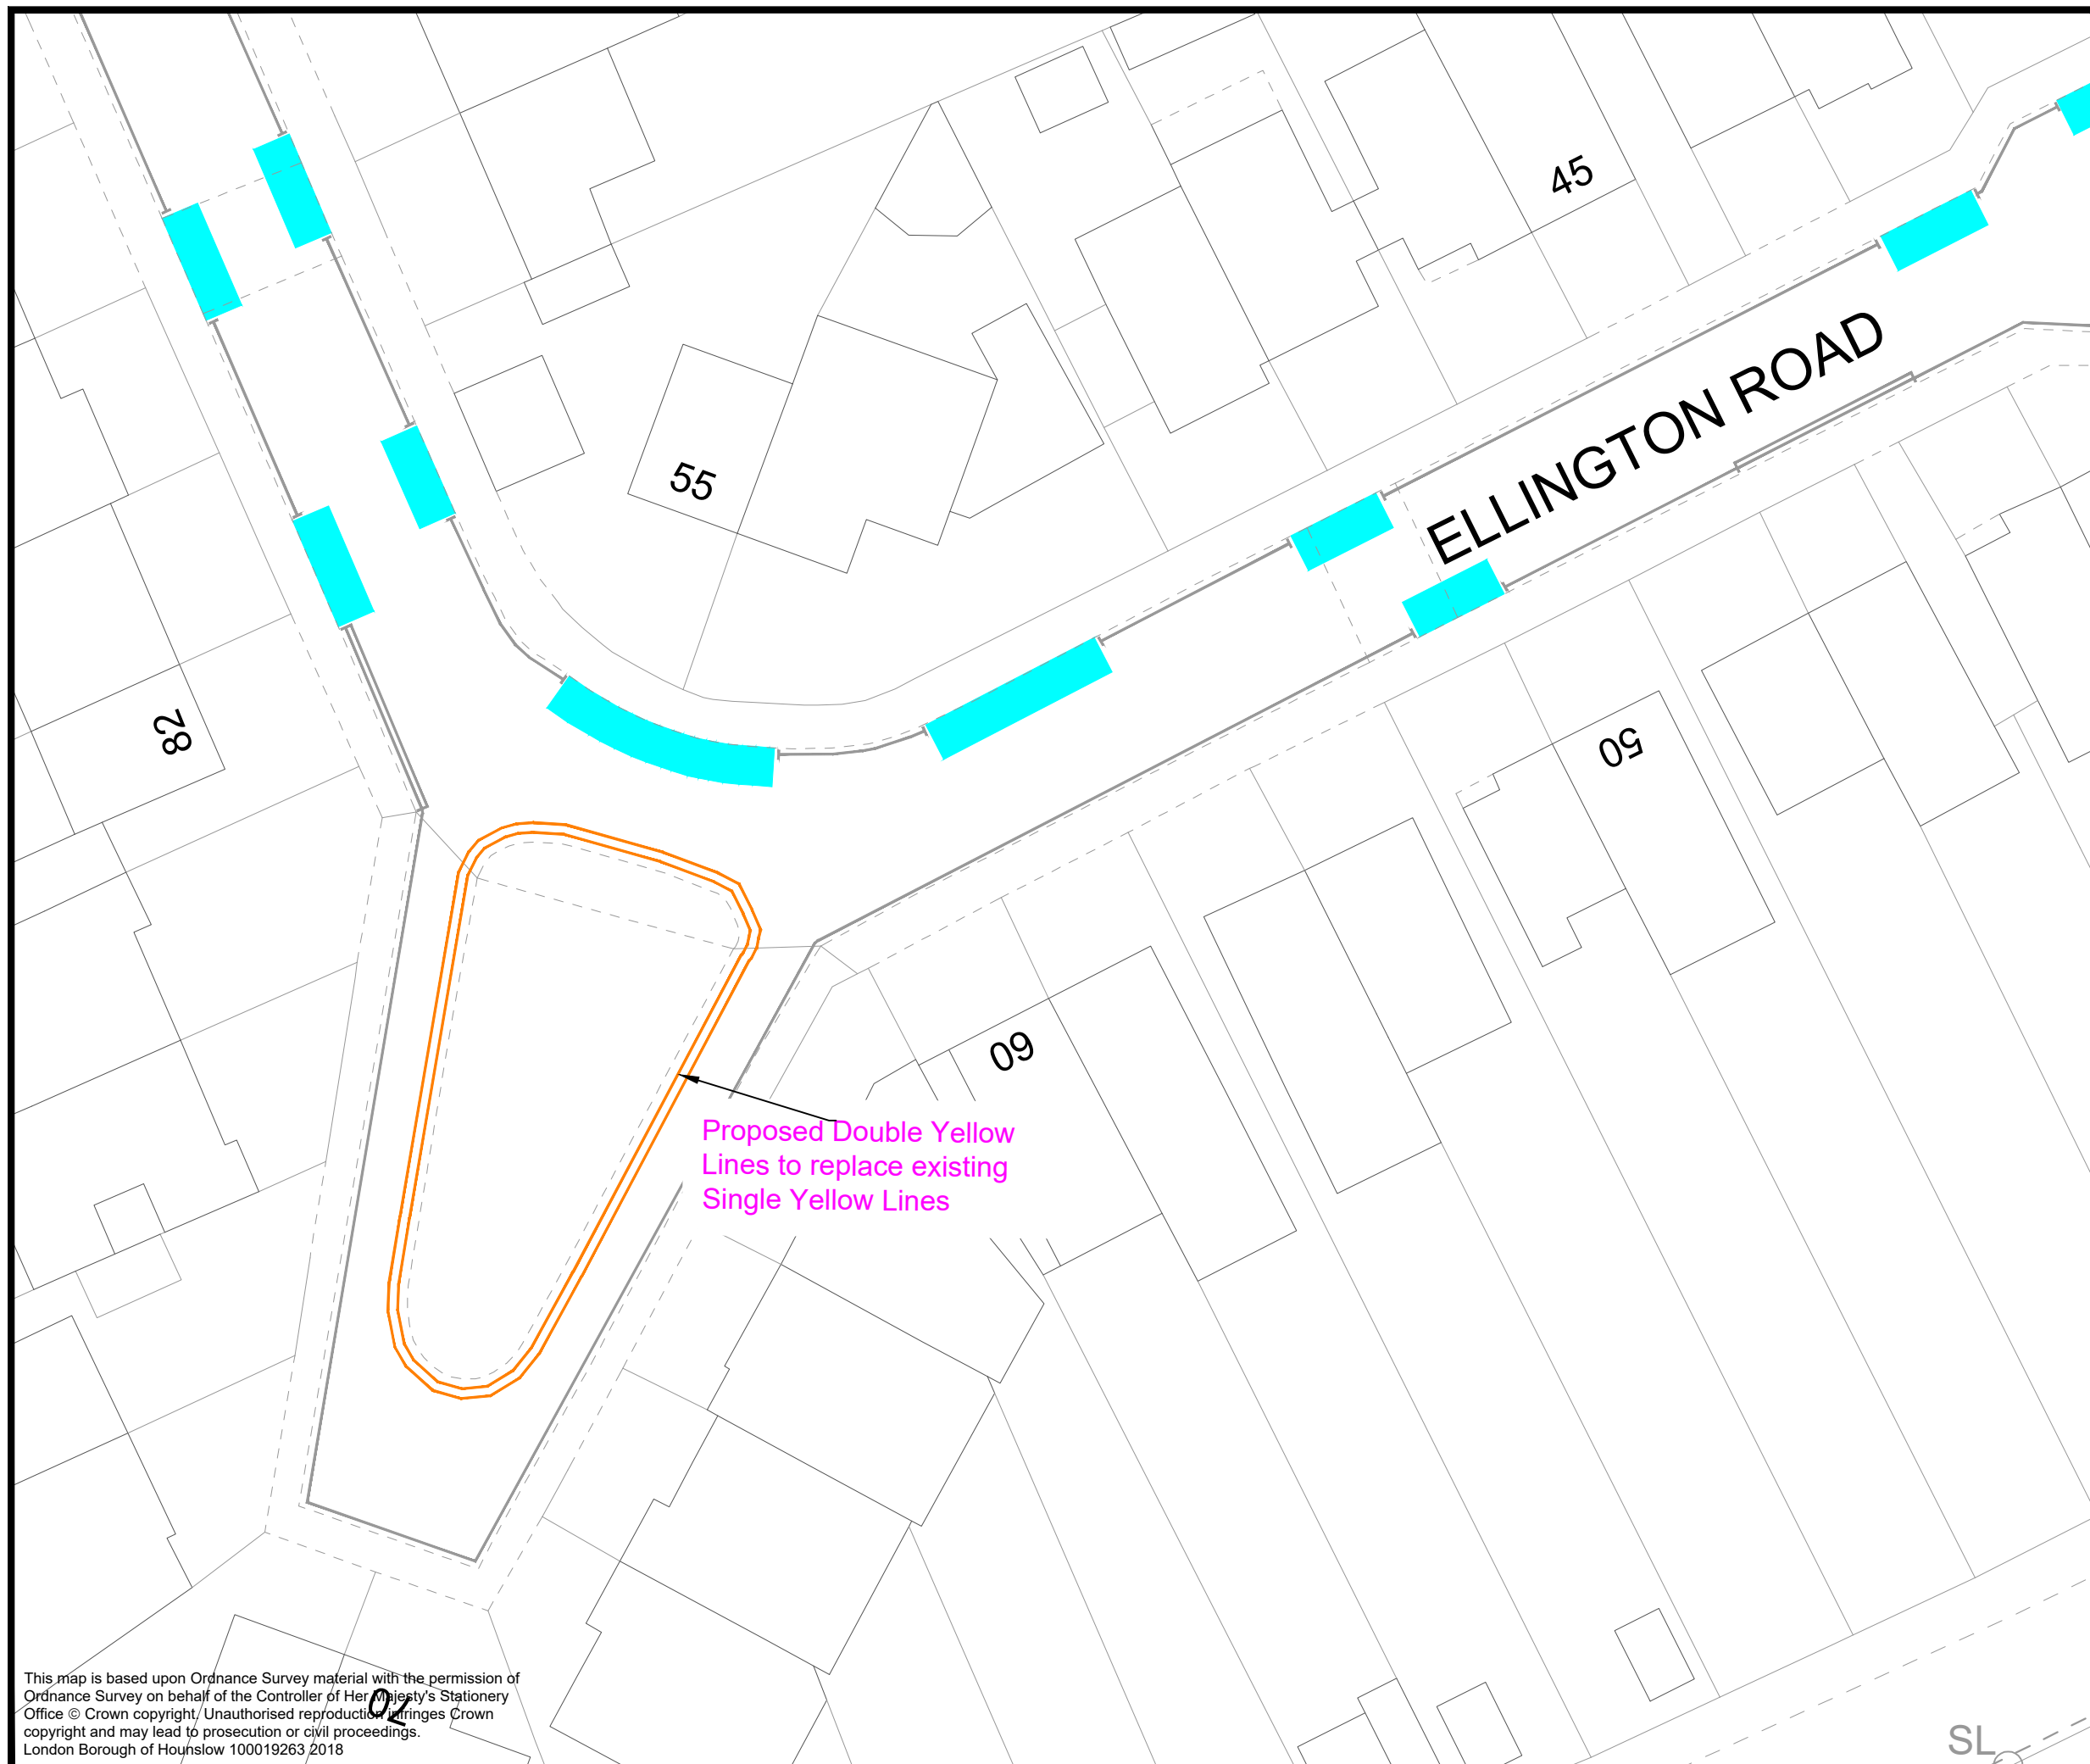 45
ELLINGTON ROAD
55
82
50
60
Proposed Double Yellow
Lines to replace existing
Single Yellow Lines
This map is based upon Ordnance Survey material with the permission of
Ordnance Survey on behalf of the Controller of Her Majesty's Stationery
Office © Crown copyright. Unauthorised reproduction infringes Crown
copyright and may lead to prosecution or civil proceedings.
London Borough of Hounslow 100019263 2018
70
SL